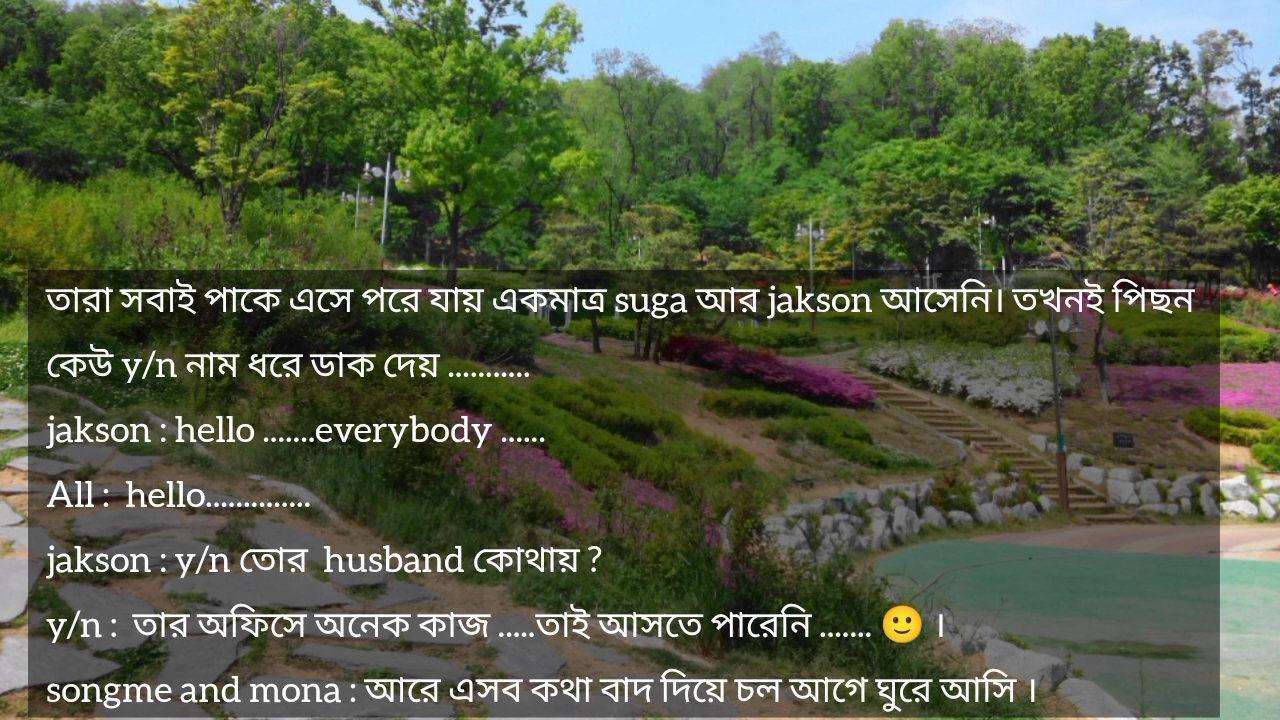 তারা সবাই পাকে এসে পরে যায় একমাত্র suga আর jakson আসেনি। তখনই পিছন
কেউ y/n নাম ধরে ডাক দেয় ...........
jakson : hello .......everybody ......
All :  hello..............
jakson : y/n তোর  husband কোথায় ?
y/n :  তার অফিসে অনেক কাজ .....তাই আসতে পারেনি ....... 🙂 ।
songme and mona : আরে এসব কথা বাদ দিয়ে চল আগে ঘুরে আসি ।